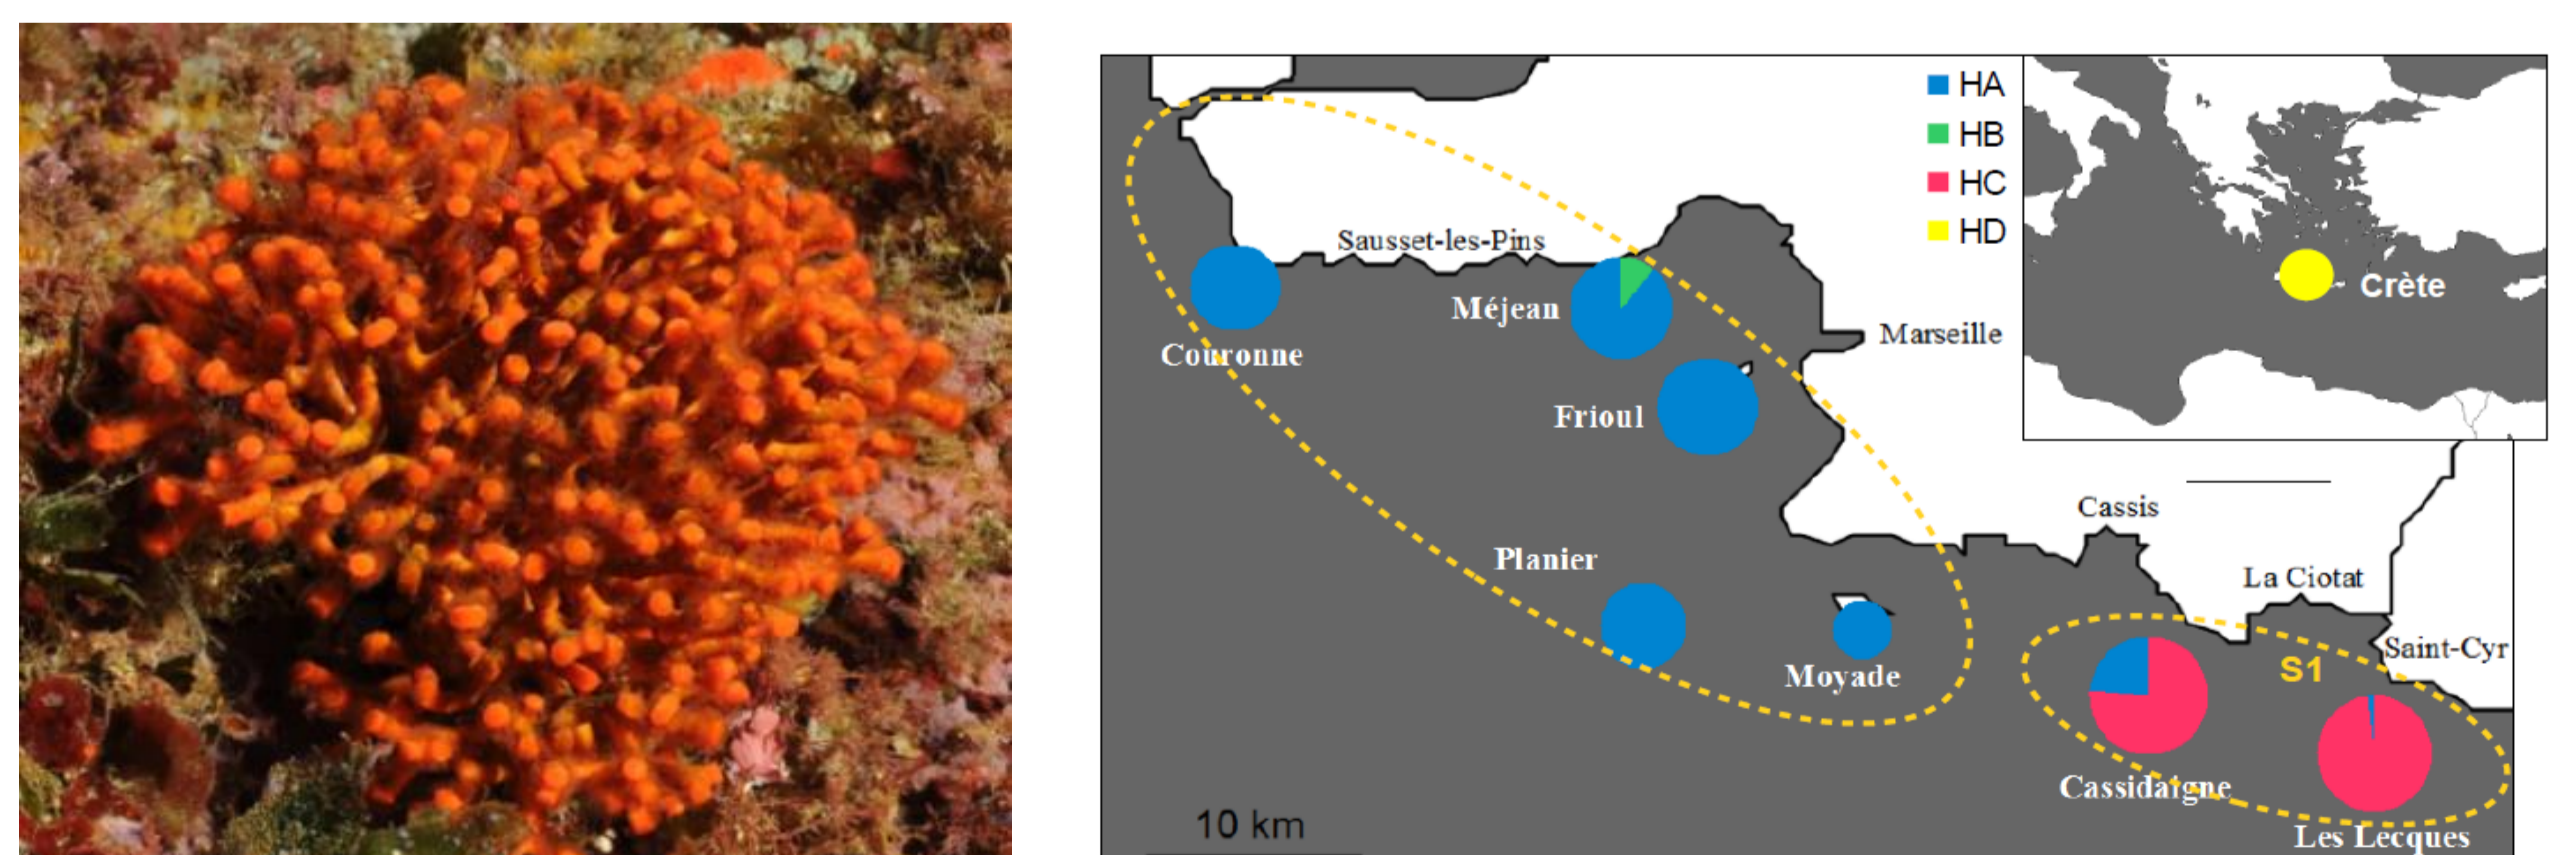 HA
HB
HC
HD
Crète
Sausset-les-Pins
Méjean
Couronne
Marseille
Frioul
Cassis
Planier
La Ciotat
Moyade
S1
Saint-Cyr
Cassidaigne
Les Lecques
10 km